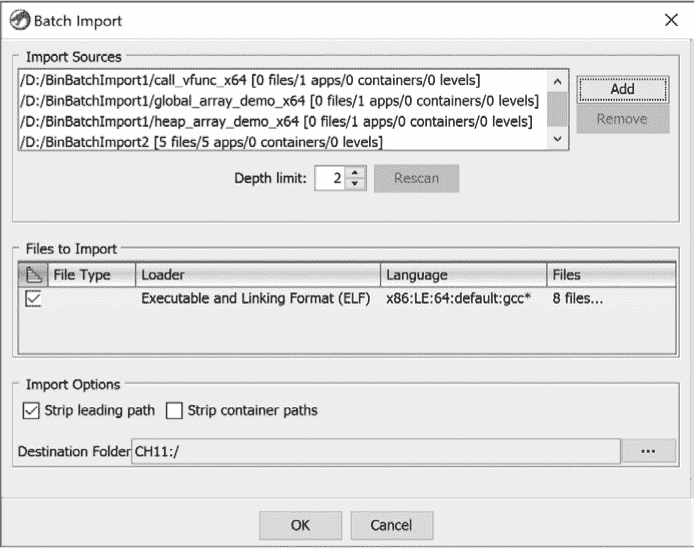 Batch Import
Import Sources
/D:/BinBatchImport1/call_vfunc_x64 [0 files/1 apps/0 containers/0 levels]
/D:/BinBatchImport1/global_array_demo_x64 [0 files/1 apps/0 containers/0 levels]
/D:/BinBatchImport1/heap_array_demo_x64 [0 files/1 apps/0 containers/0 levels]
/D:/BinBatchImport2 [5 files/5 apps/0 containers/0 levels]
Add
Remove
Depth limit: 2 Rescan
Files to Import
File Type Loader Language Files
Executable and Linking Format (ELF) x86:LE:64:default:gcc* 8 files...
Import Options
Strip leading path Strip container paths
Destination Folder CH11:/ ...
OK Cancel